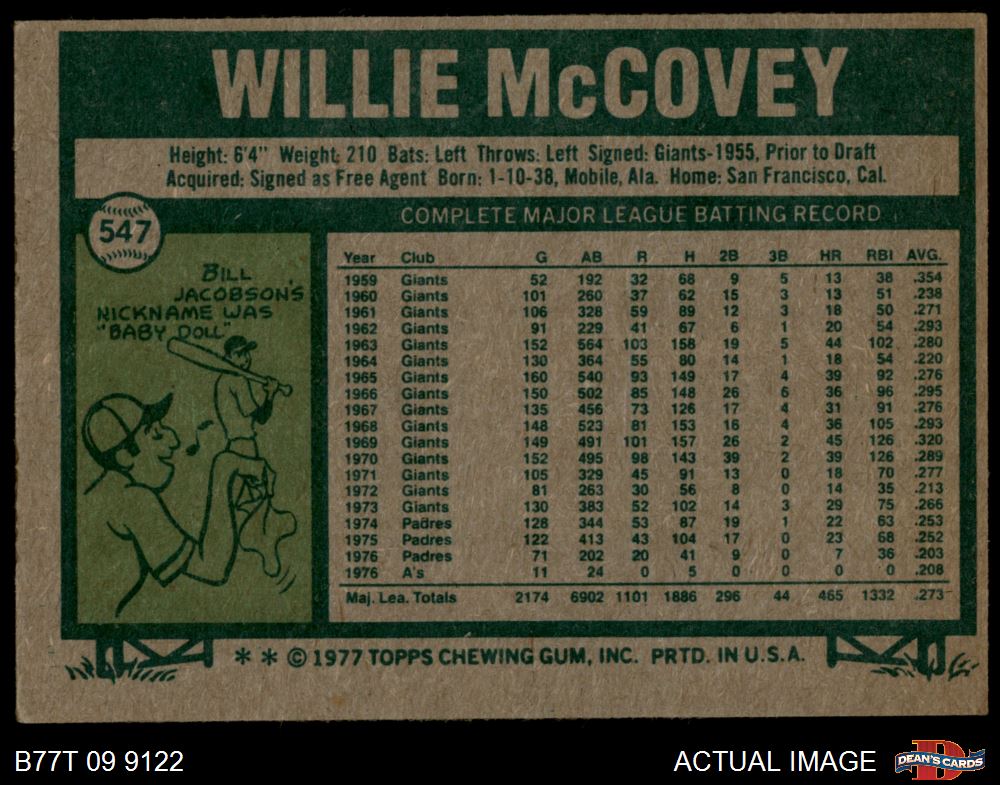 WILLIE McCOVEY
Height: 6'4" Weight: 210 Bats: Left Throws: Left Signed: Giants-1955, Prior to Draft
Acquired: Signed as Free Agent Born: 1-10-38, Mobile, Ala. Home: San Francisco, Cal.
547
COMPLETE MAJOR LEAGUE BATTING RECORD
BILL
JACOBSON'S
NICKNAME WAS
"BABY DOLL"
Year Club G AB R H 2B 3B HR RBI AVG.
1959 Giants 52 192 32 68 9 5 13 38 .354
1960 Giants 101 260 37 62 15 3 13 51 .238
1961 Giants 106 328 59 89 12 3 18 50 .271
1962 Giants 91 229 41 67 6 1 20 54 .293
1963 Giants 152 564 103 158 19 5 44 102 .280
1964 Giants 130 364 55 80 14 1 18 54 .220
1965 Giants 160 540 93 149 17 4 39 92 .276
1966 Giants 150 502 85 148 26 6 36 96 .295
1967 Giants 135 456 73 126 17 4 31 91 .276
1968 Giants 148 523 81 153 16 4 36 105 .293
1969 Giants 149 491 101 157 26 2 45 126 .320
1970 Giants 152 495 98 143 39 2 39 126 .289
1971 Giants 105 329 45 91 13 0 18 70 .277
1972 Giants 81 263 30 56 8 0 14 35 .213
1973 Giants 130 383 52 102 14 3 29 75 .266
1974 Padres 128 344 53 87 19 1 22 63 .253
1975 Padres 122 413 43 104 17 0 23 68 .252
1976 Padres 71 202 20 41 9 0 7 36 .203
1976 A's 11 24 0 5 0 0 0 0 .208
Maj. Lea. Totals 2174 6902 1101 1886 296 44 465 1332 .273
* * © 1977 TOPPS CHEWING GUM, INC. PRTD. IN U.S.A.
B77T 09 9122
ACTUAL IMAGE
D
DEAN'S CARDS